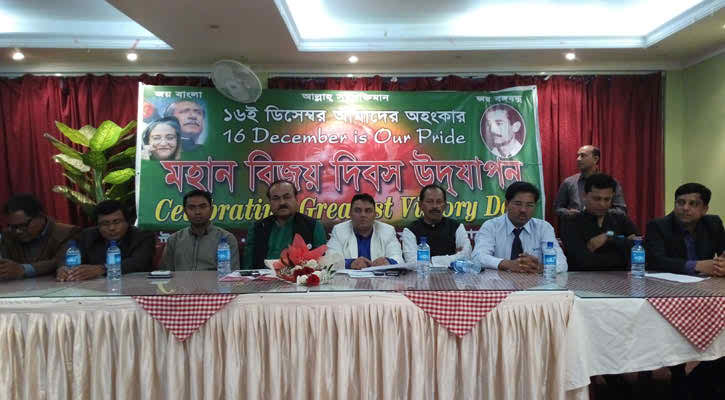 জয় বাংলা আল্লাহু সর্বশক্তিমান জয় বঙ্গবন্ধু
১৬ই ডিসেম্বর আমাদের অহংকার
16 December is Our Pride
মহান বিজয় দিবস উদ্‌যাপন
Celebrating Greatest Victory Day